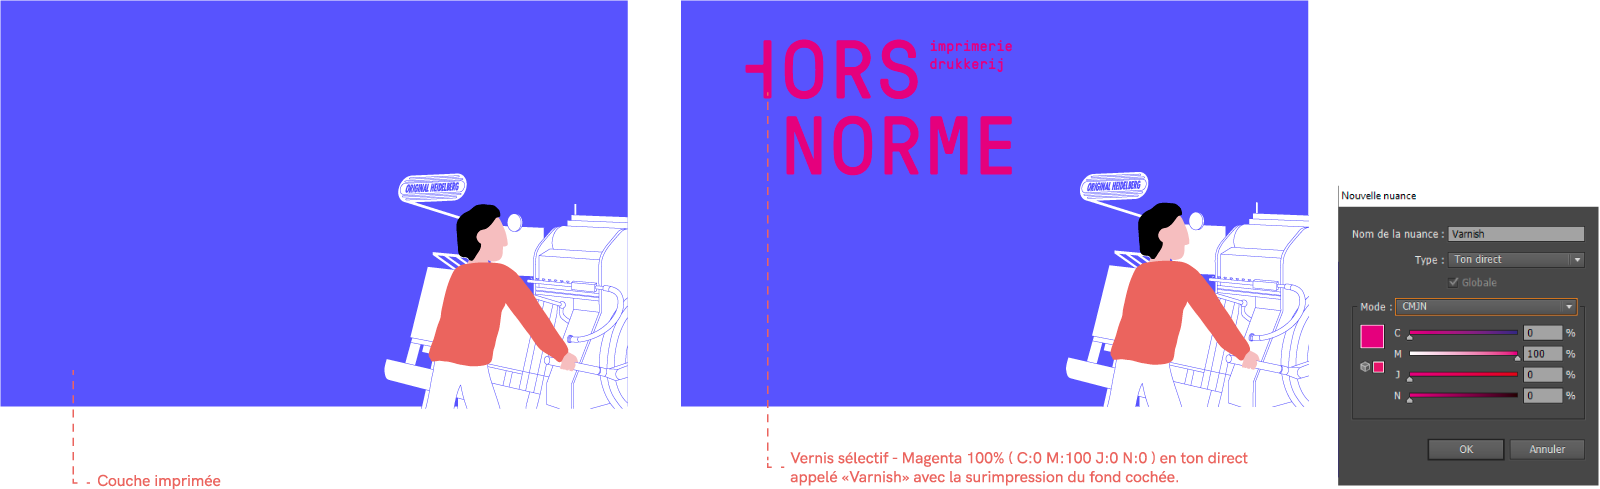 ORIGINAL HEIDELBERG
Couche imprimée
HORS
imprimerie
drukkerij
NORME
ORIGINAL HEIDELBERG
Vernis sélectif - Magenta 100% ( C:0 M:100 J:0 N:0 ) en ton direct
appelé «Varnish» avec la surimpression du fond cochée.
Nouvelle nuance
Nom de la nuance : Varnish
Type : Ton direct
Globale
Mode : CMJN
C 0 %
M 100 %
J 0 %
N 0 %
OK Annuler